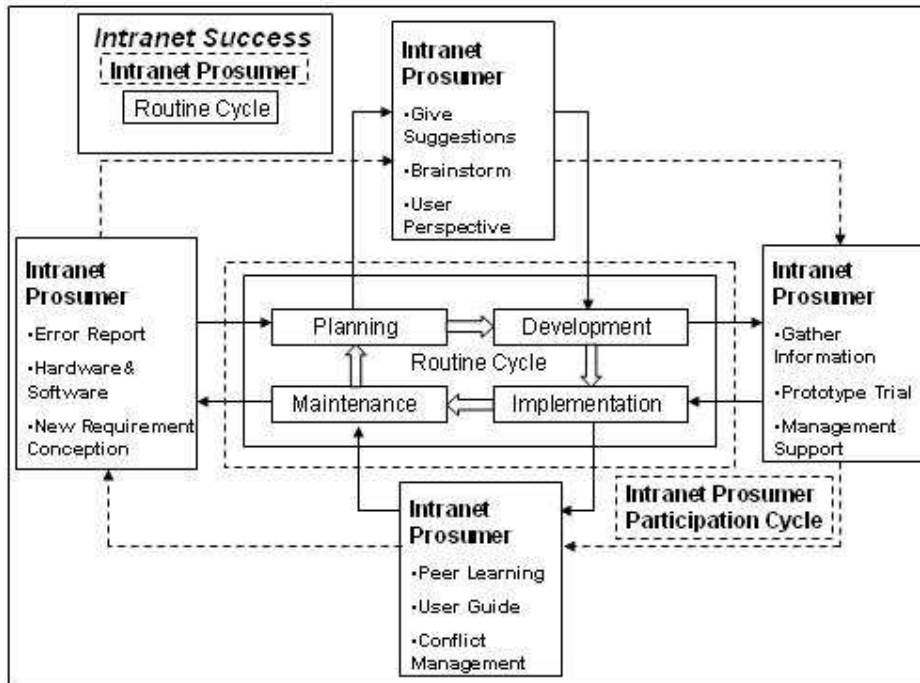 Intranet Success
Intranet Prosumer
Routine Cycle
Intranet
Prosumer
•Give
Suggestions
•Brainstorm
•User
Perspective
Intranet
Prosumer
•Error Report
•Hardware&
Software
•New Requirement
Conception
Planning
Development
Routine Cycle
Maintenance
Implementation
Intranet
Prosumer
•Gather
Information
•Prototype Trial
•Management
Support
Intranet Prosumer
Participation Cycle
Intranet
Prosumer
•Peer Learning
•User Guide
•Conflict
Management